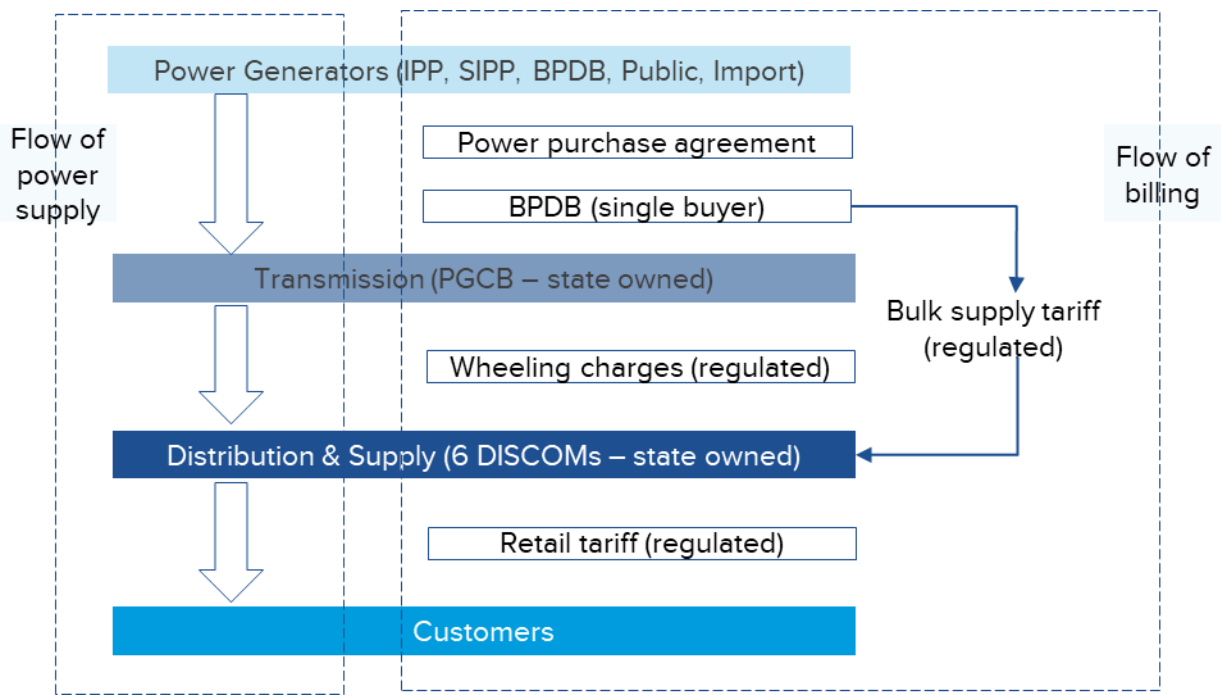 Power Generators (IPP, SIPP, BPDB, Public, Import)
Flow of
power
supply
Power purchase agreement
Flow of
billing
BPDB (single buyer)
Transmission (PGCB – state owned)
Bulk supply tariff
(regulated)
Wheeling charges (regulated)
Distribution & Supply (6 DISCOMs – state owned)
Retail tariff (regulated)
Customers